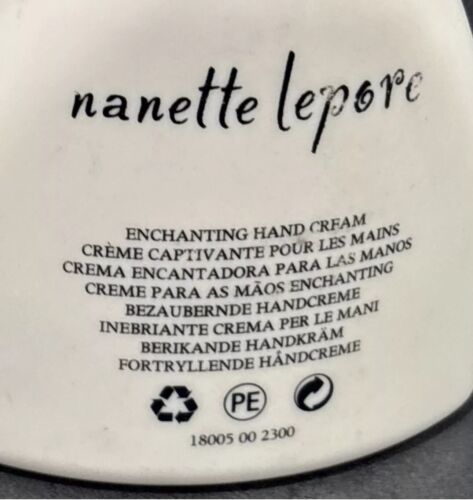 nanette lepore
ENCHANTING HAND CREAM
CRÈME CAPTIVANTE POUR LES MAINS
CREMA ENCANTADORA PARA LAS MANOS
CREME PARA AS MÃOS ENCHANTING
BEZAUBERNDE HANDCREME
INEBRIANTE CREMA PER LE MANI
BERIKANDE HANDKRÄM
FORTRYLLENDE HÅNDCREME
PE
18005 00 2300